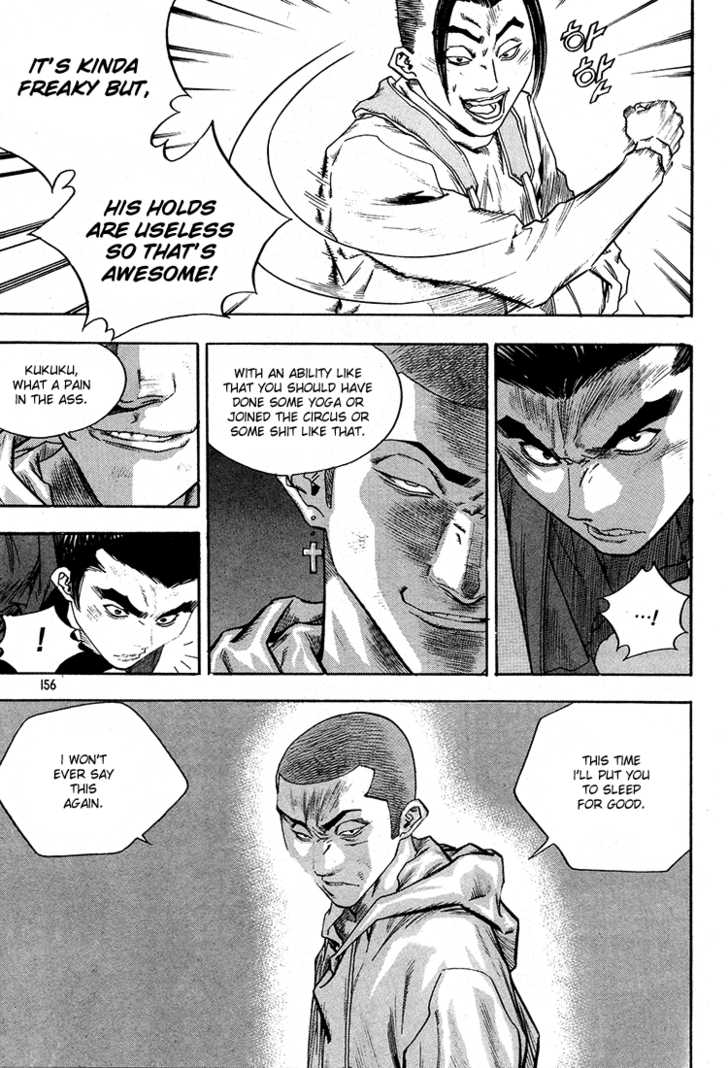 IT'S KINDA
FREAKY BUT,
하
하
HIS HOLDS
ARE USELESS
SO THAT'S
AWESOME!
KUKUKU,
WHAT A PAIN
IN THE ASS.
WITH AN ABILITY LIKE
THAT YOU SHOULD HAVE
DONE SOME YOGA OR
JOINED THE CIRCUS OR
SOME SHIT LIKE THAT.
...!
!
156
I WON'T
EVER SAY
THIS
AGAIN.
THIS TIME
I'LL PUT YOU
TO SLEEP
FOR GOOD.